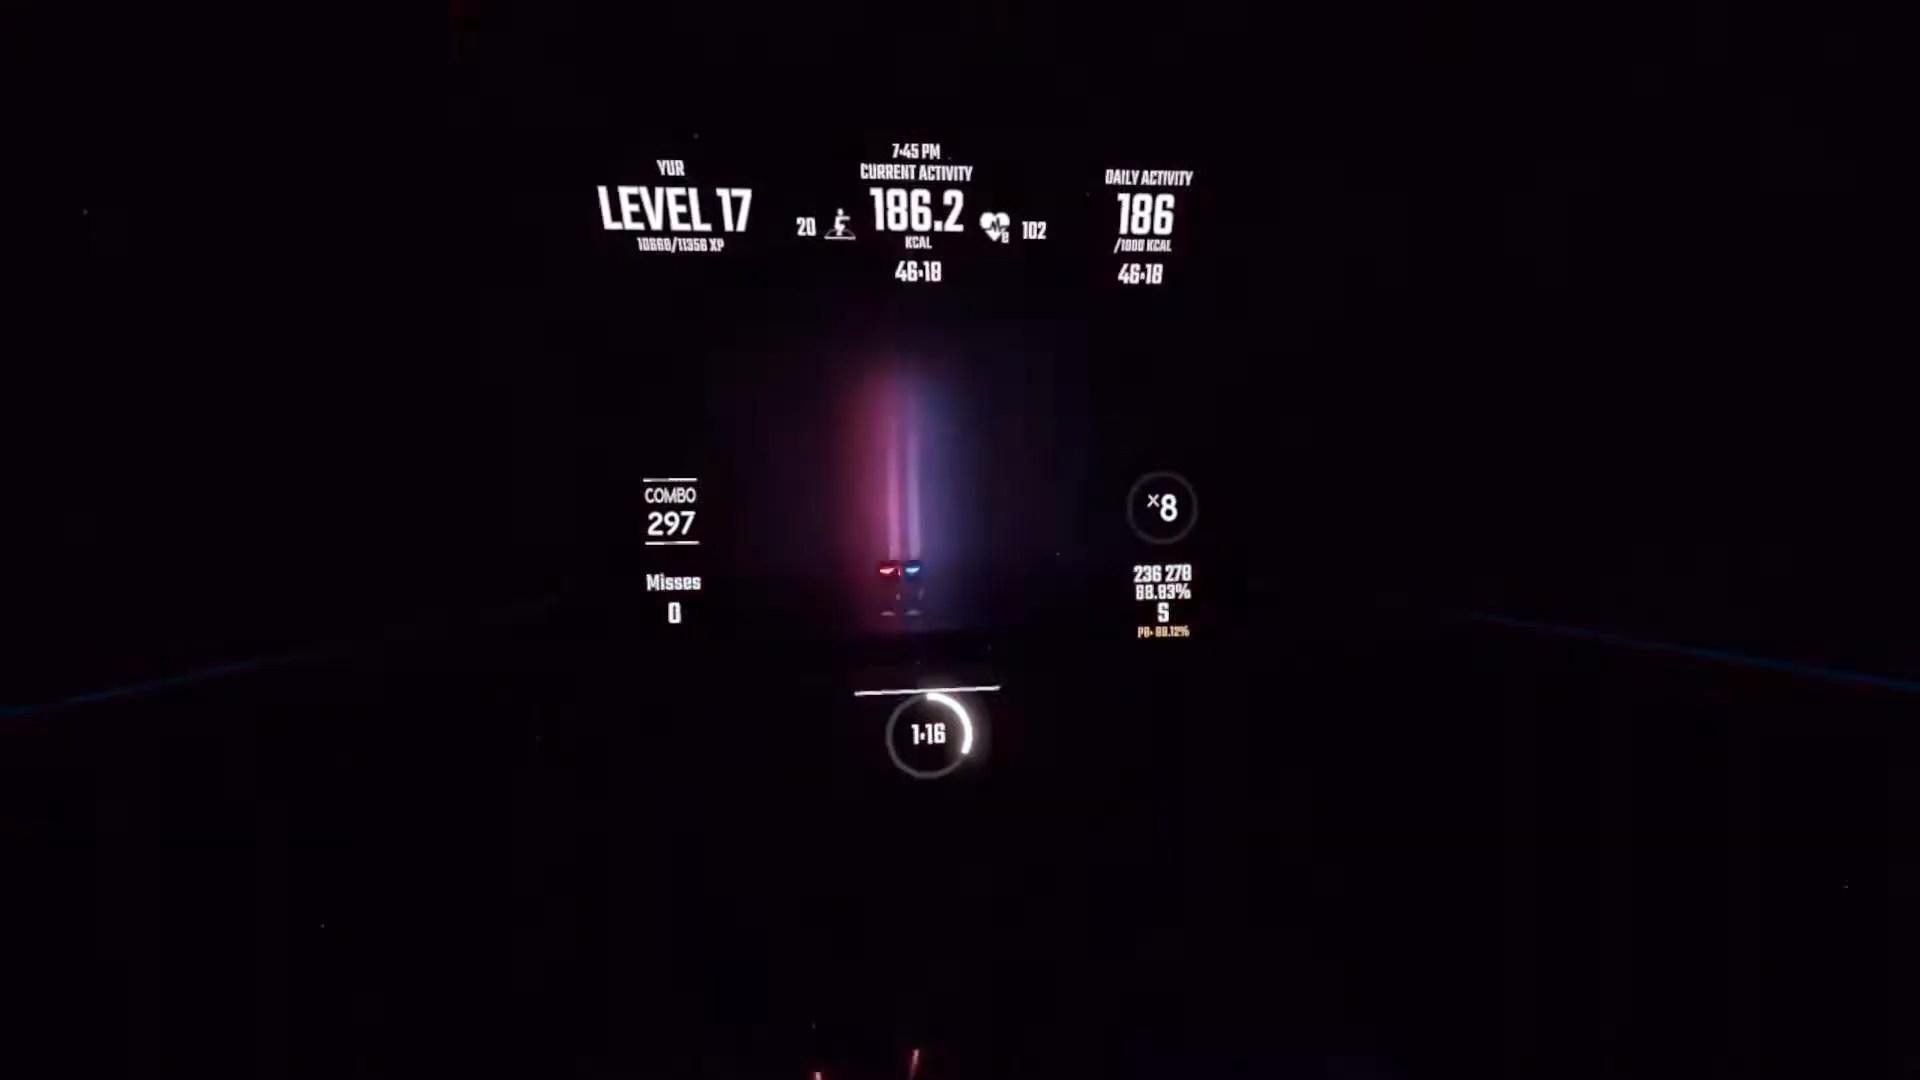 7:45 PM
YUR
CURRENT ACTIVITY
DAILY ACTIVITY
LEVEL 17
20
186.2
102
186
KCAL
/1000 KCAL
46:18
46:18
COMBO
297
x8
Misses
0
236 278
88.83%
S
1:16